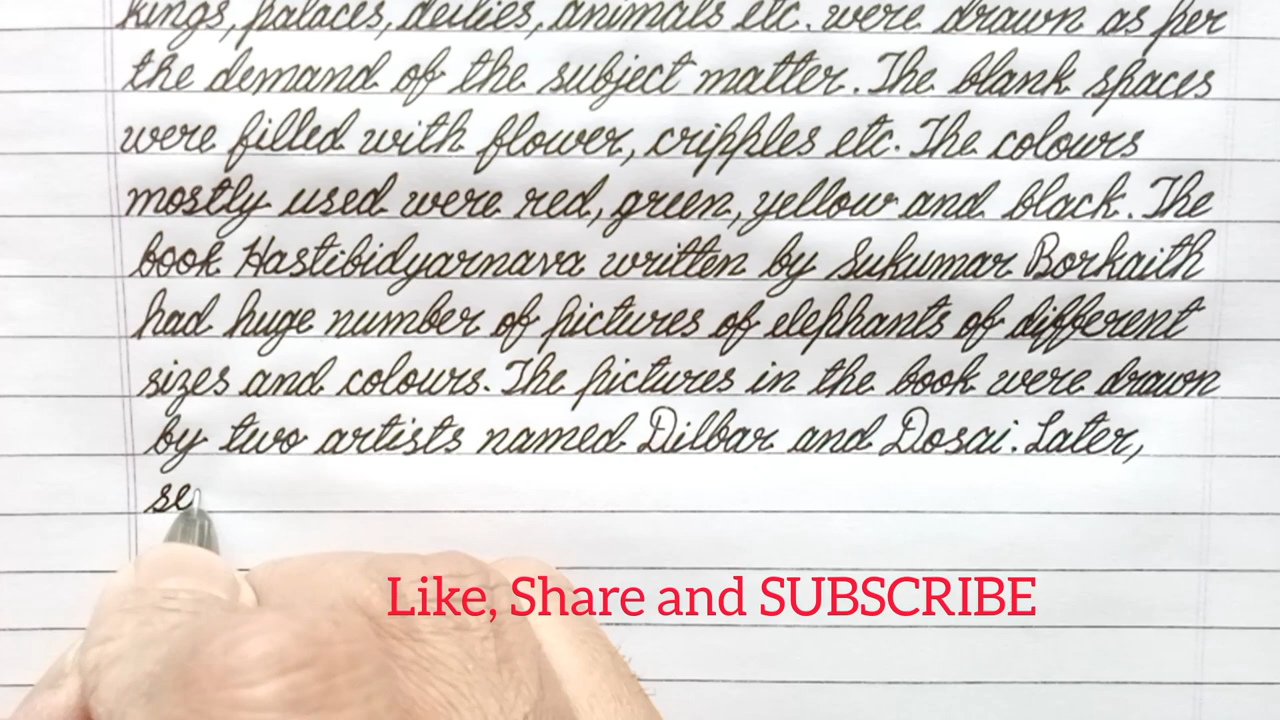 kings, palaces, deities, animals etc. were drawn as per
the demand of the subject matter. The blank spaces
were filled with flower, cripples etc. The colours
mostly used were red, green, yellow and black. The
book Hastibidyarnava written by Sukumar Borkaith
had huge number of pictures of elephants of different
sizes and colours. The pictures in the book were drawn
by two artists named Dilbar and Dosai. Later,
se
Like, Share and SUBSCRIBE